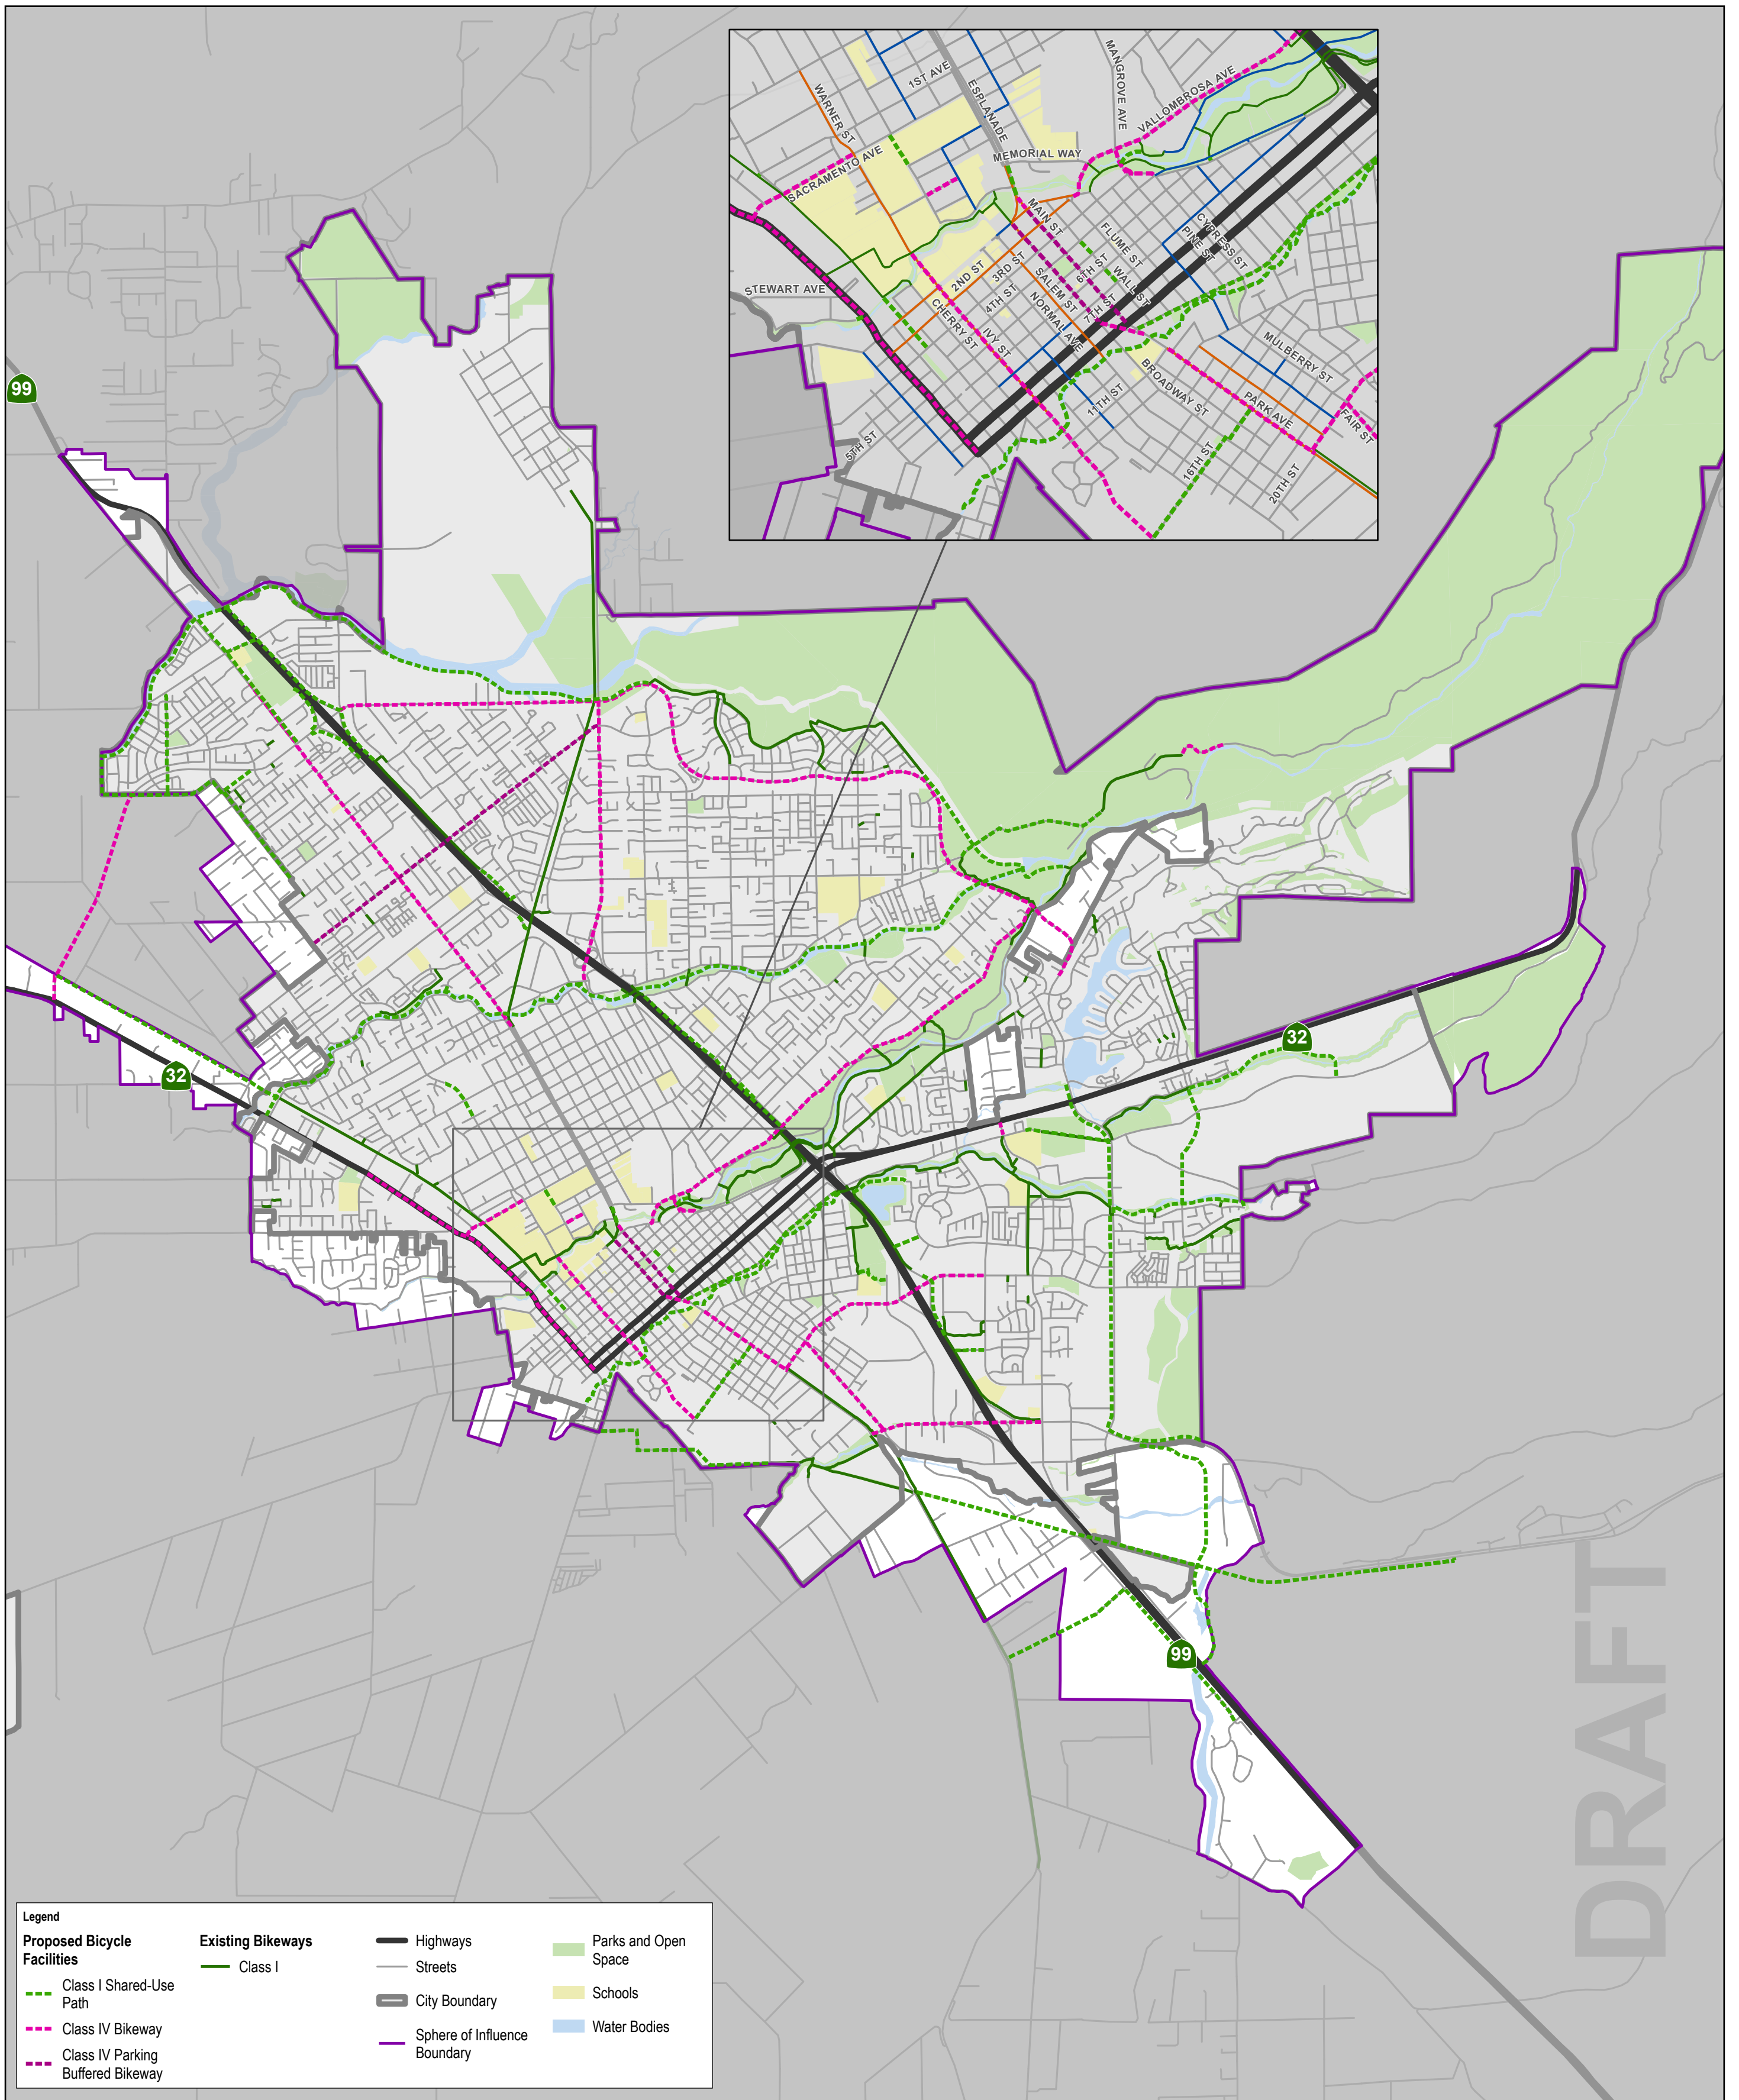 1ST AVE
ESPLANADE
MANGROVE AVE
VALLOMBROSA AVE
WARNER ST
SACRAMENTO AVE
MEMORIAL WAY
MAIN ST
FLUME ST
CYPRESS ST
PINE ST
STEWART AVE
2ND ST
3RD ST
6TH ST
WALL ST
SALEM ST
4TH ST
7TH ST
NORMAL AVE
CHERRY ST
IVY ST
MULBERRY ST
BROADWAY ST
11TH ST
PARK AVE
FAIR ST
5TH ST
16TH ST
20TH ST
99
32
32
99
DRAFT
Legend
Proposed Bicycle
Facilities
Class I Shared-Use
Path
Class IV Bikeway
Class IV Parking
Buffered Bikeway
Existing Bikeways
Class I
Highways
Streets
City Boundary
Sphere of Influence
Boundary
Parks and Open
Space
Schools
Water Bodies